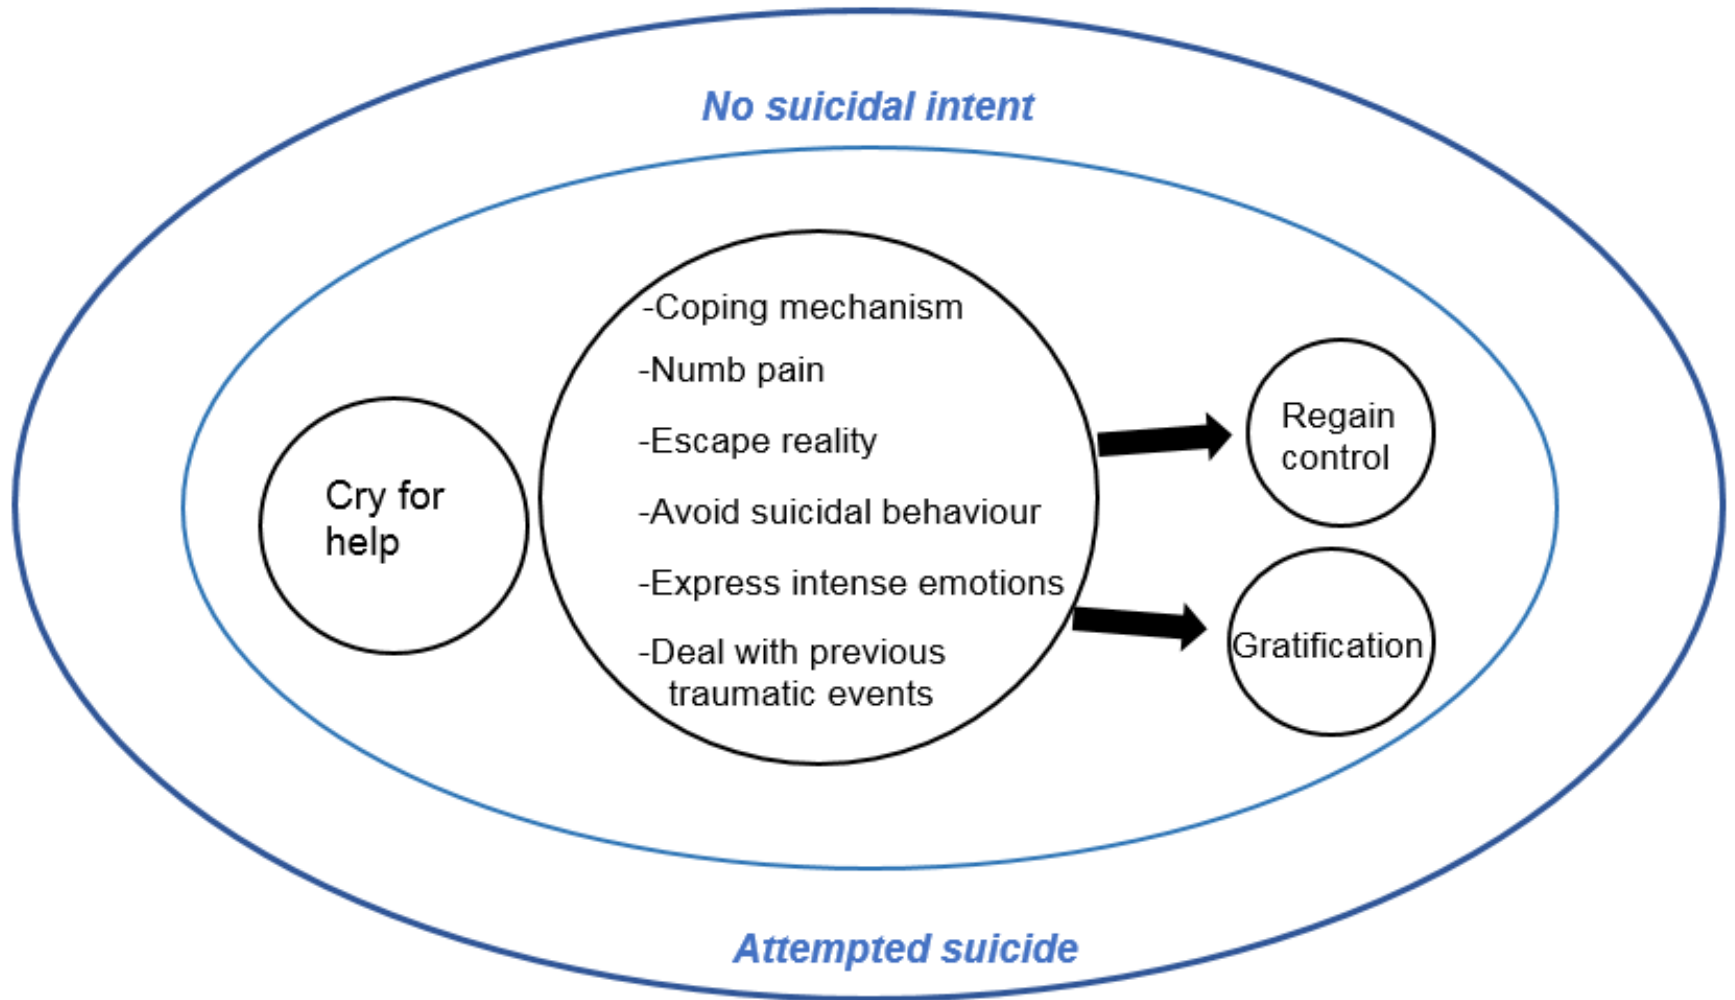 No suicidal intent
-Coping mechanism
-Numb pain
-Escape reality
-Avoid suicidal behaviour
-Express intense emotions
-Deal with previous
traumatic events
Cry for
help
Regain
control
Gratification
Attempted suicide